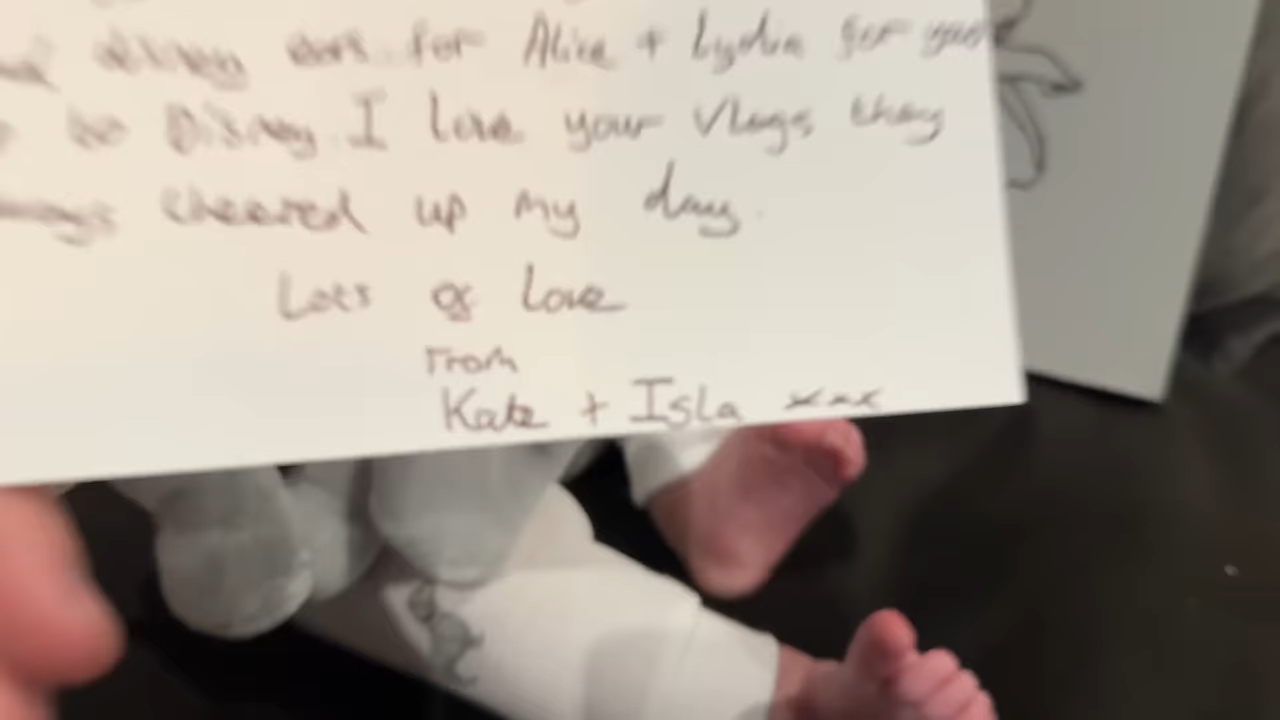 ears for Alice + Lydia for your
to Disney I love your vlogs, they
cheered up my day.
Lots of Love
From
Kate + Isla xxx